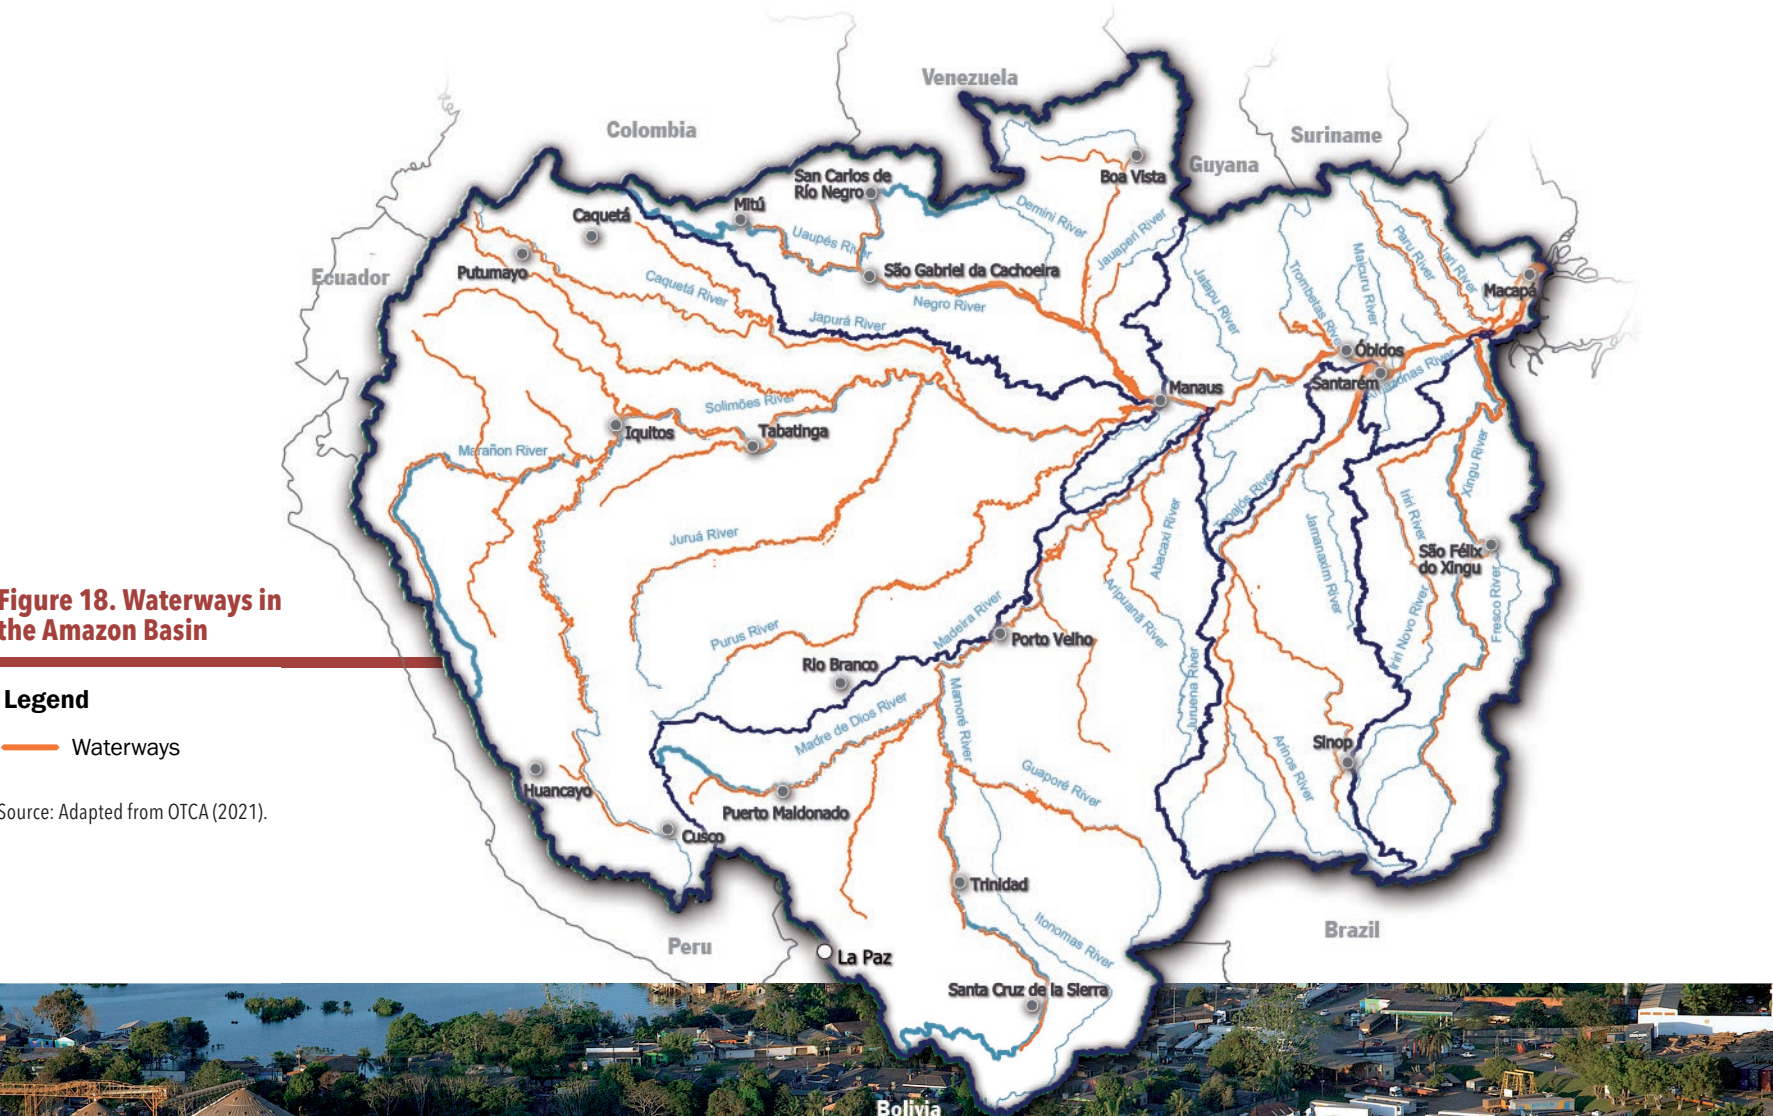 Venezuela
Colombia
Suriname
Guyana
Ecuador
San Carlos de
Río Negro
Boa Vista
Mitú
Caquetá
Demini River
Jauaperi River
Uaupés River
Putumayo
São Gabriel da Cachoeira
Caquetá River
Negro River
Japurá River
Jatapu River
Trombetas River
Maicuru River
Paru River
Jari River
Macapá
Óbidos
Santarém
Amazonas River
Manaus
Solimões River
Iquitos
Tabatinga
Marañon River
Juruá River
Tapajós River
Abacaxi River
Xingu River
Iriri River
Jamanaxim River
São Félix
do Xingu
Fresco River
Iriri Novo River
Aripuanã River
Madeira River
Purus River
Porto Velho
Rio Branco
Juruena River
Mamoré River
Madre de Dios River
Guaporé River
Arinos River
Sinop
Huancayo
Puerto Maldonado
Cusco
Trinidad
Itonomas River
Peru
La Paz
Brazil
Santa Cruz de la Sierra
Bolivia
Figure 18. Waterways in
the Amazon Basin
Legend
Waterways
Source: Adapted from OTCA (2021).